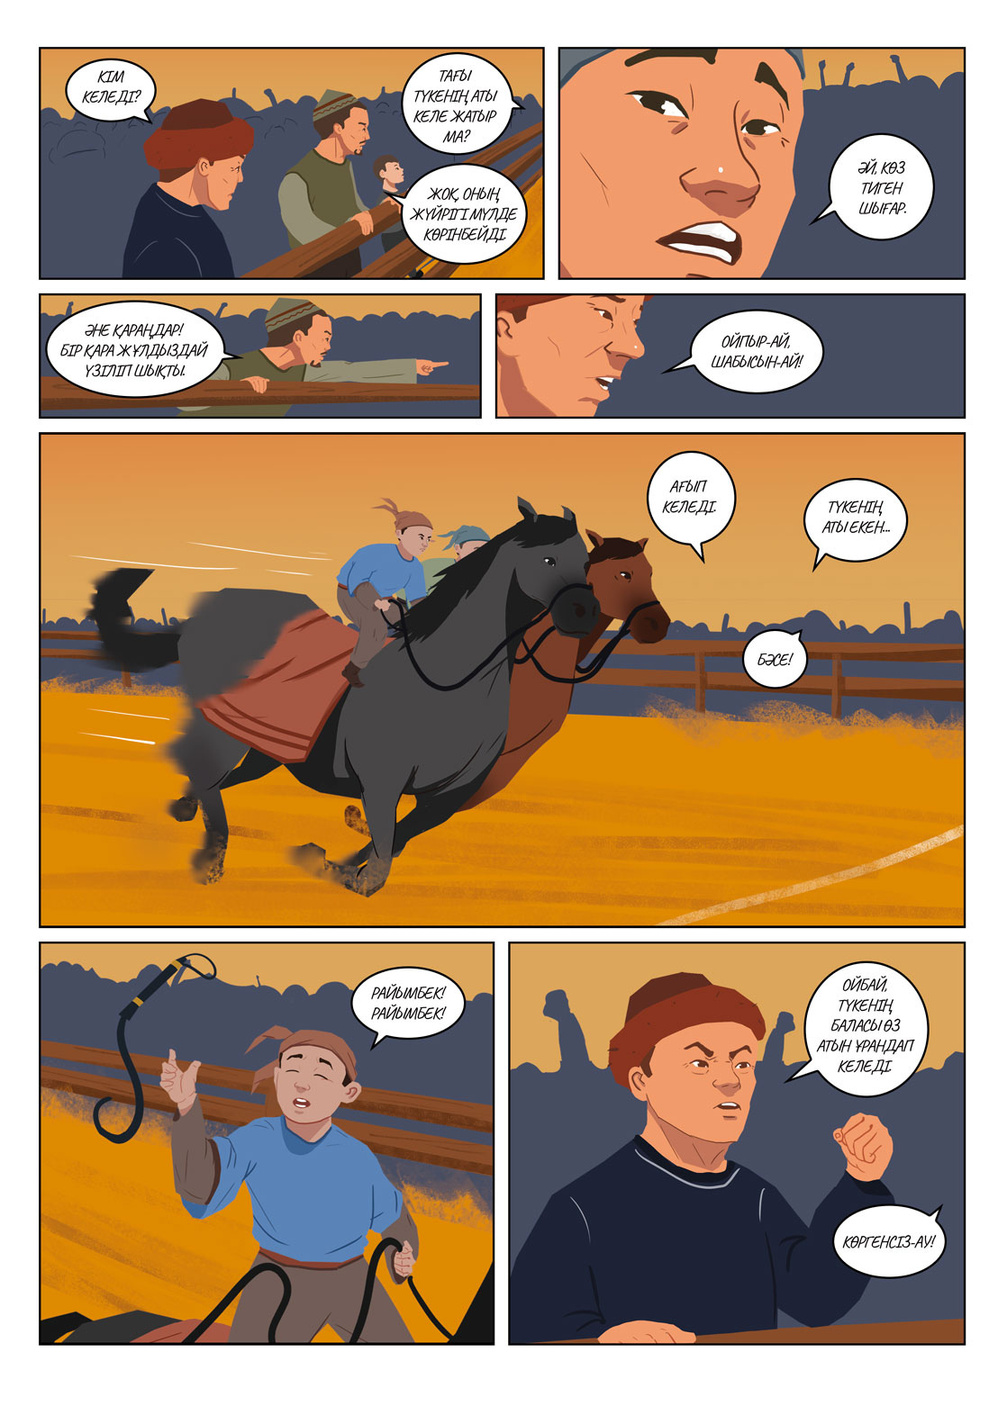 КІМ
КЕЛЕДІ?
ТАҒЫ
ТҮКЕНІҢ АТЫ
КЕЛЕ ЖАТЫР
МА?
ЖОҚ, ОНЫҢ
ЖҮЙРІГІ МҮЛДЕ
КӨРІНБЕЙДІ.
ӘЙ, КӨЗ
ТИГЕН
ШЫҒАР.
ӘНЕ ҚАРАҢДАР!
БІР ҚАРА ЖҰЛДЫЗДАЙ
ҮЗІЛІП ШЫҚТЫ.
ОЙПЫР-АЙ,
ШАБЫСЫН-АЙ!
АҒЫП
КЕЛЕДІ.
ТҮКЕНІҢ
АТЫ ЕКЕН...
БӘСЕ!
РАЙЫМБЕК!
РАЙЫМБЕК!
ОЙБАЙ,
ТҮКЕНІҢ
БАЛАСЫ ӨЗ
АТЫН ҰРАНДАП
КЕЛЕДІ.
КӨРГЕНСІЗ-АУ!